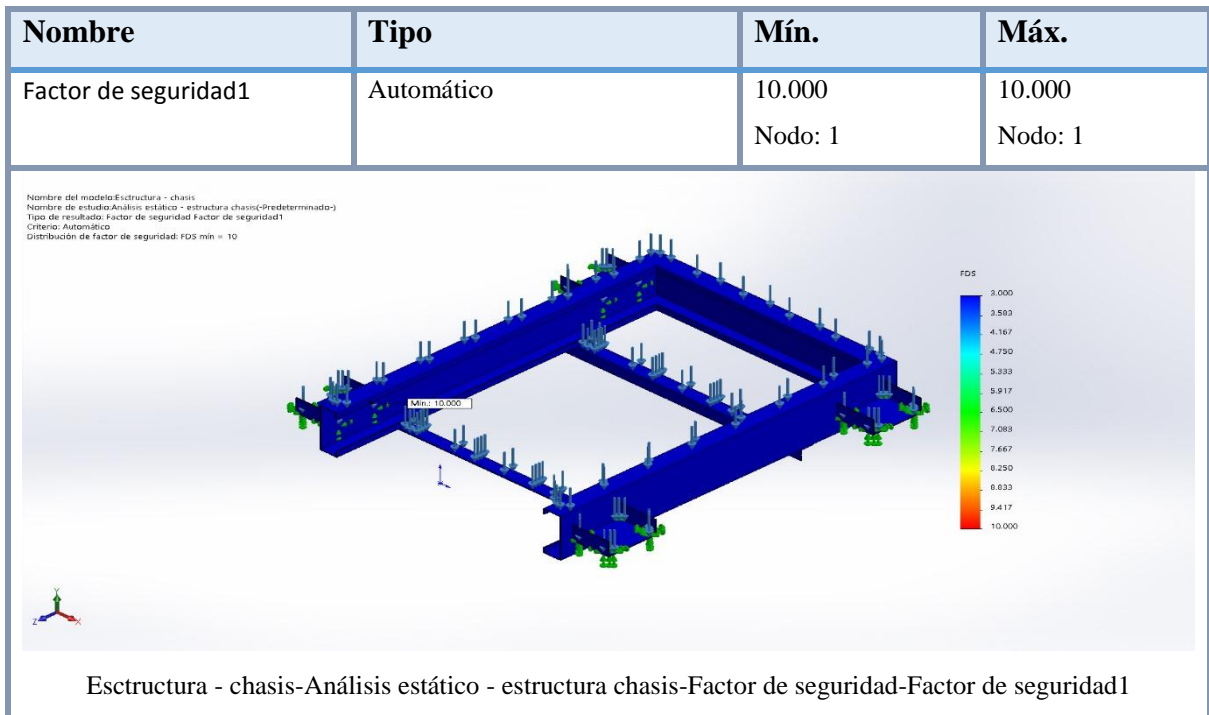 Nombre
Tipo
Mín.
Máx.
Factor de seguridad1
Automático
10.000
Nodo: 1
10.000
Nodo: 1
Nombre del modelo:Esctructura - chasis
Nombre de estudio:Análisis estático - estructura chasis(-Predeterminado-)
Tipo de resultado: Factor de seguridad Factor de seguridad1
Criterio: Automático
Distribución de factor de seguridad: FDS mín = 10
FDS
3.000
3.583
4.167
4.750
5.333
5.917
6.500
7.083
7.667
8.250
8.833
9.417
10.000
Mín.: 10.000
Y
Z
X
Esctructura - chasis-Análisis estático - estructura chasis-Factor de seguridad-Factor de seguridad1